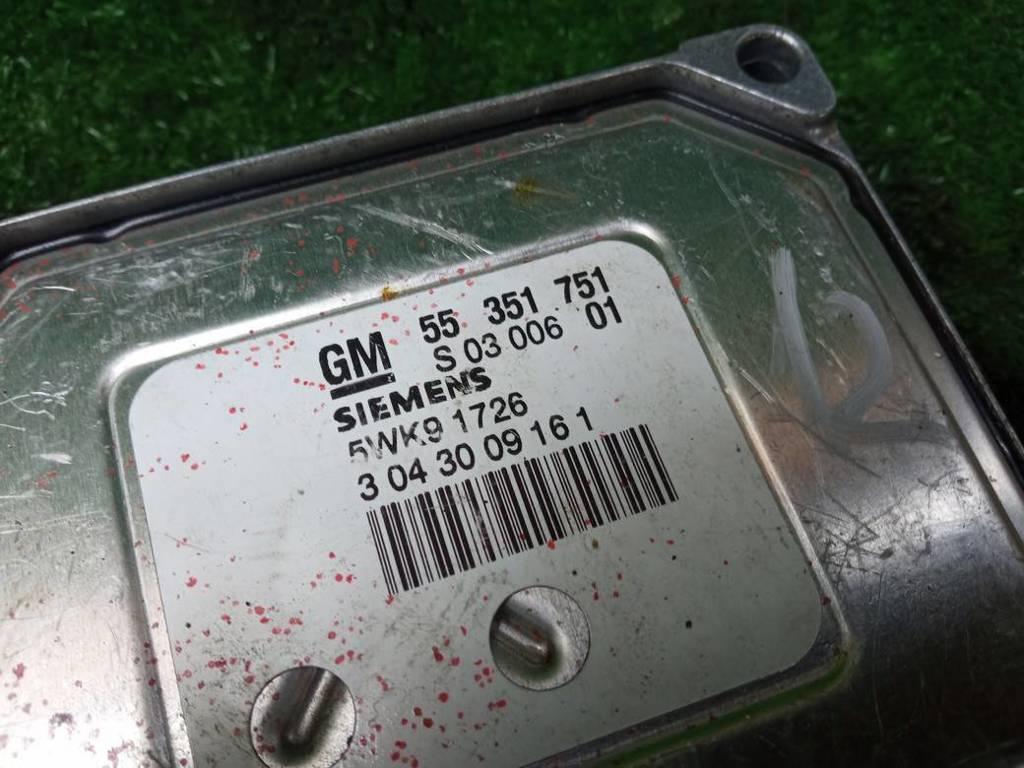 GM 55 351 751
S 03 006 01
SIEMENS
5WK9 1726
3 04 30 09 16 1